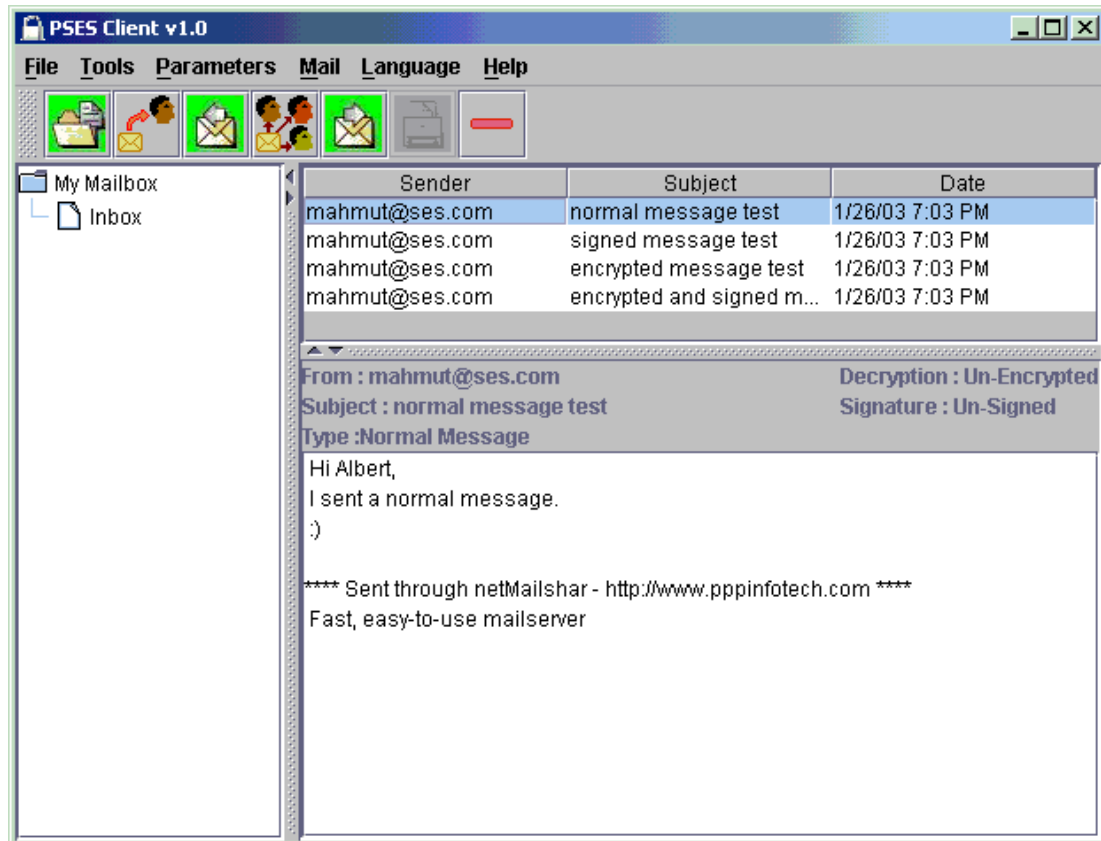 PSES Client v1.0
File Tools Parameters Mail Language Help
My Mailbox
Inbox
Sender Subject Date
mahmut@ses.com normal message test 1/26/03 7:03 PM
mahmut@ses.com signed message test 1/26/03 7:03 PM
mahmut@ses.com encrypted message test 1/26/03 7:03 PM
mahmut@ses.com encrypted and signed m... 1/26/03 7:03 PM
From : mahmut@ses.com Decryption : Un-Encrypted
Subject : normal message test Signature : Un-Signed
Type :Normal Message
Hi Albert,
I sent a normal message.
:)
**** Sent through netMailshar - http://www.pppinfotech.com ****
Fast, easy-to-use mailserver